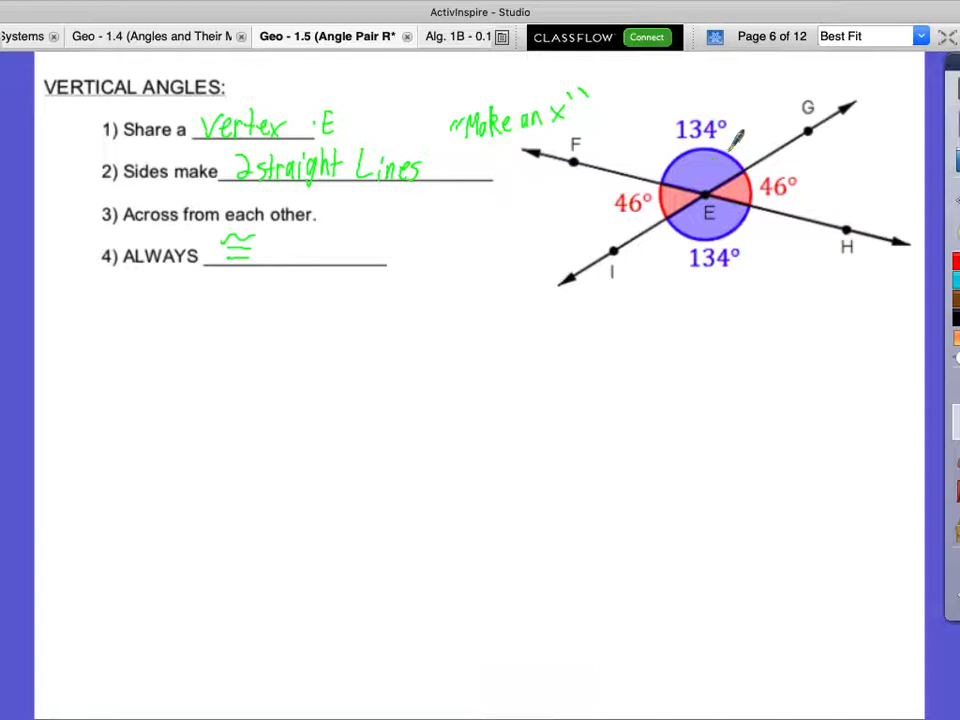 ActivInspire - Studio
Systems Geo - 1.4 (Angles and Their M Geo - 1.5 (Angle Pair R* Alg. 1B - 0.1 CLASSFLOW Connect Page 6 of 12 Best Fit
VERTICAL ANGLES:
1) Share a vertex . E
"Make an x"
2) Sides make 2 straight Lines
3) Across from each other.
4) ALWAYS ≅
G
134°
F
46°
46°
E
H
134°
I